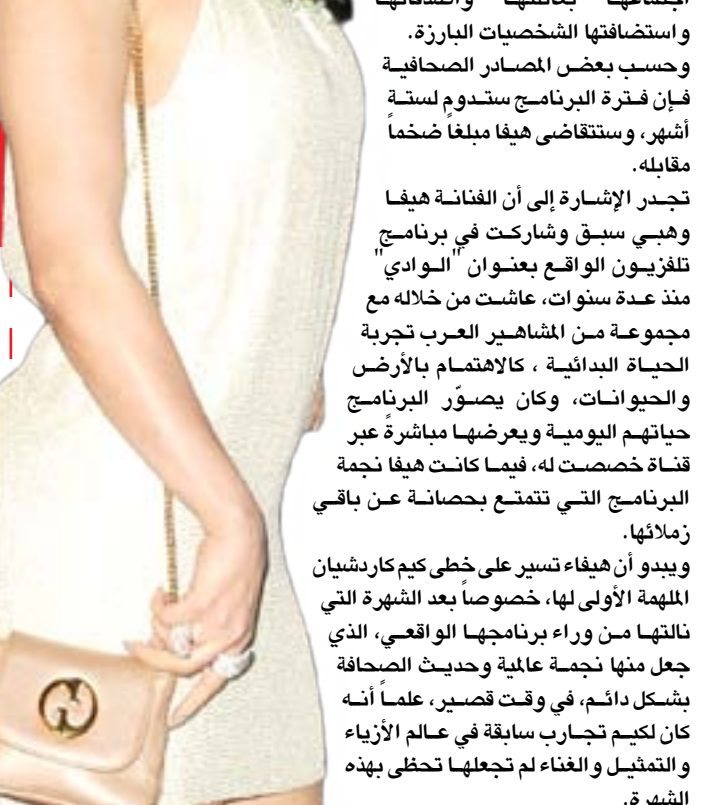 واستضافتها الشخصيات البارزة.
وحسب بعض المصادر الصحافية
فإن فترة البرنامج ستدوم لستة
أشهر، وستتقاضى هيفا مبلغاً ضخماً
مقابله.
تجدر الإشارة إلى أن الفنانة هيفا
وهبي سبق وشاركت في برنامج
تلفزيون الواقع بعنوان "الوادي"
منذ عدة سنوات، عاشت من خلاله مع
مجموعة من المشاهير العرب تجربة
الحياة البدائية ، كالاهتمام بالأرض
والحيوانات، وكان يصوّر البرنامج
حياتهم اليومية ويعرضها مباشرةً عبر
قناة خصصت له، فيما كانت هيفا نجمة
البرنامج التي تتمتع بحصانة عن باقي
زملائها.
ويبدو أن هيفاء تسير على خطى كيم كاردشيان
الملهمة الأولى لها، خصوصاً بعد الشهرة التي
نالتها من وراء برنامجها الواقعي، الذي
جعل منها نجمة عالمية وحديث الصحافة
بشكل دائم، في وقت قصير، علماً أنه
كان لكيم تجارب سابقة في عالم الأزياء
والتمثيل والغناء لم تجعلها تحظى بهذه
الشهرة.